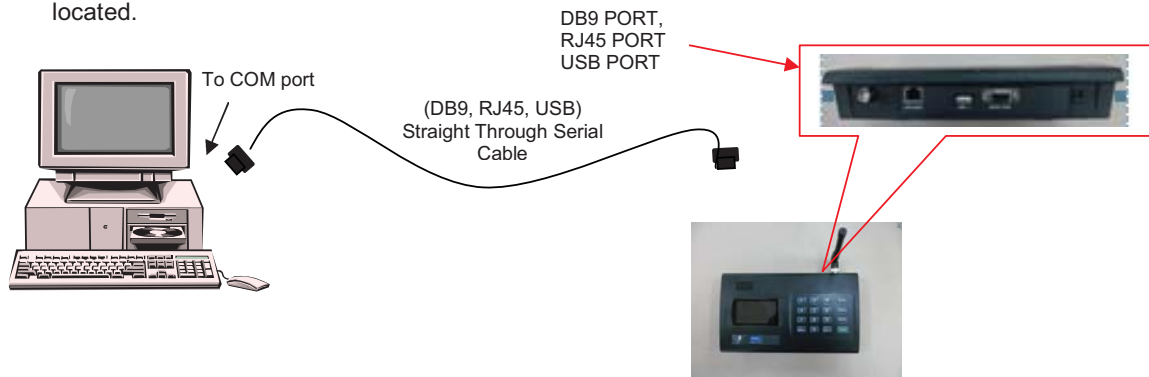 located.
DB9 PORT,
RJ45 PORT
USB PORT
To COM port
(DB9, RJ45, USB)
Straight Through Serial
Cable